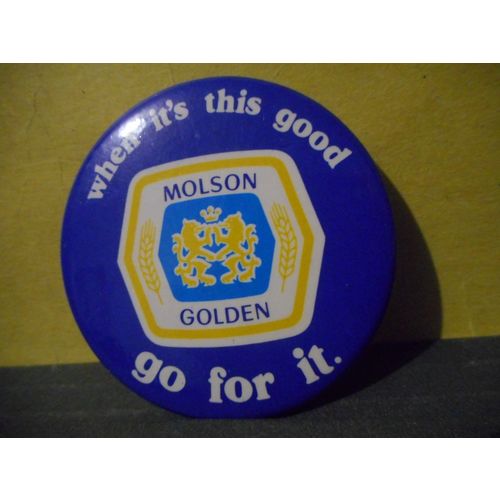 when it's this good
MOLSON
GOLDEN
go for it.